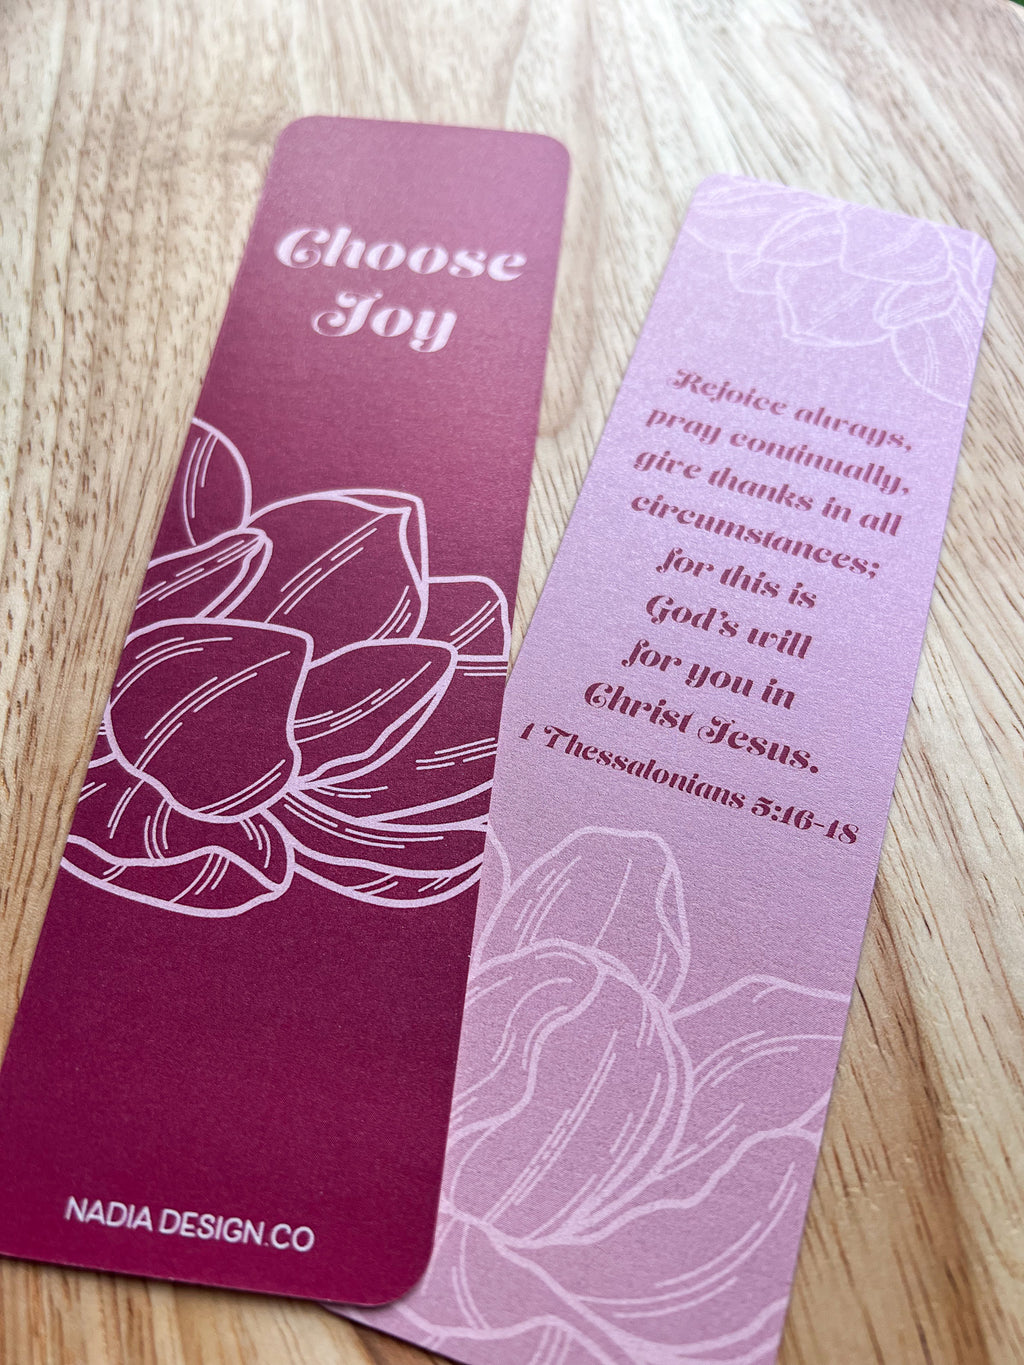 Choose
Joy
NADIA DESIGN.CO
Rejoice always,
pray continually,
give thanks in all
circumstances;
for this is
God's will
for you in
Christ Jesus.
1 Thessalonians 5:16-18